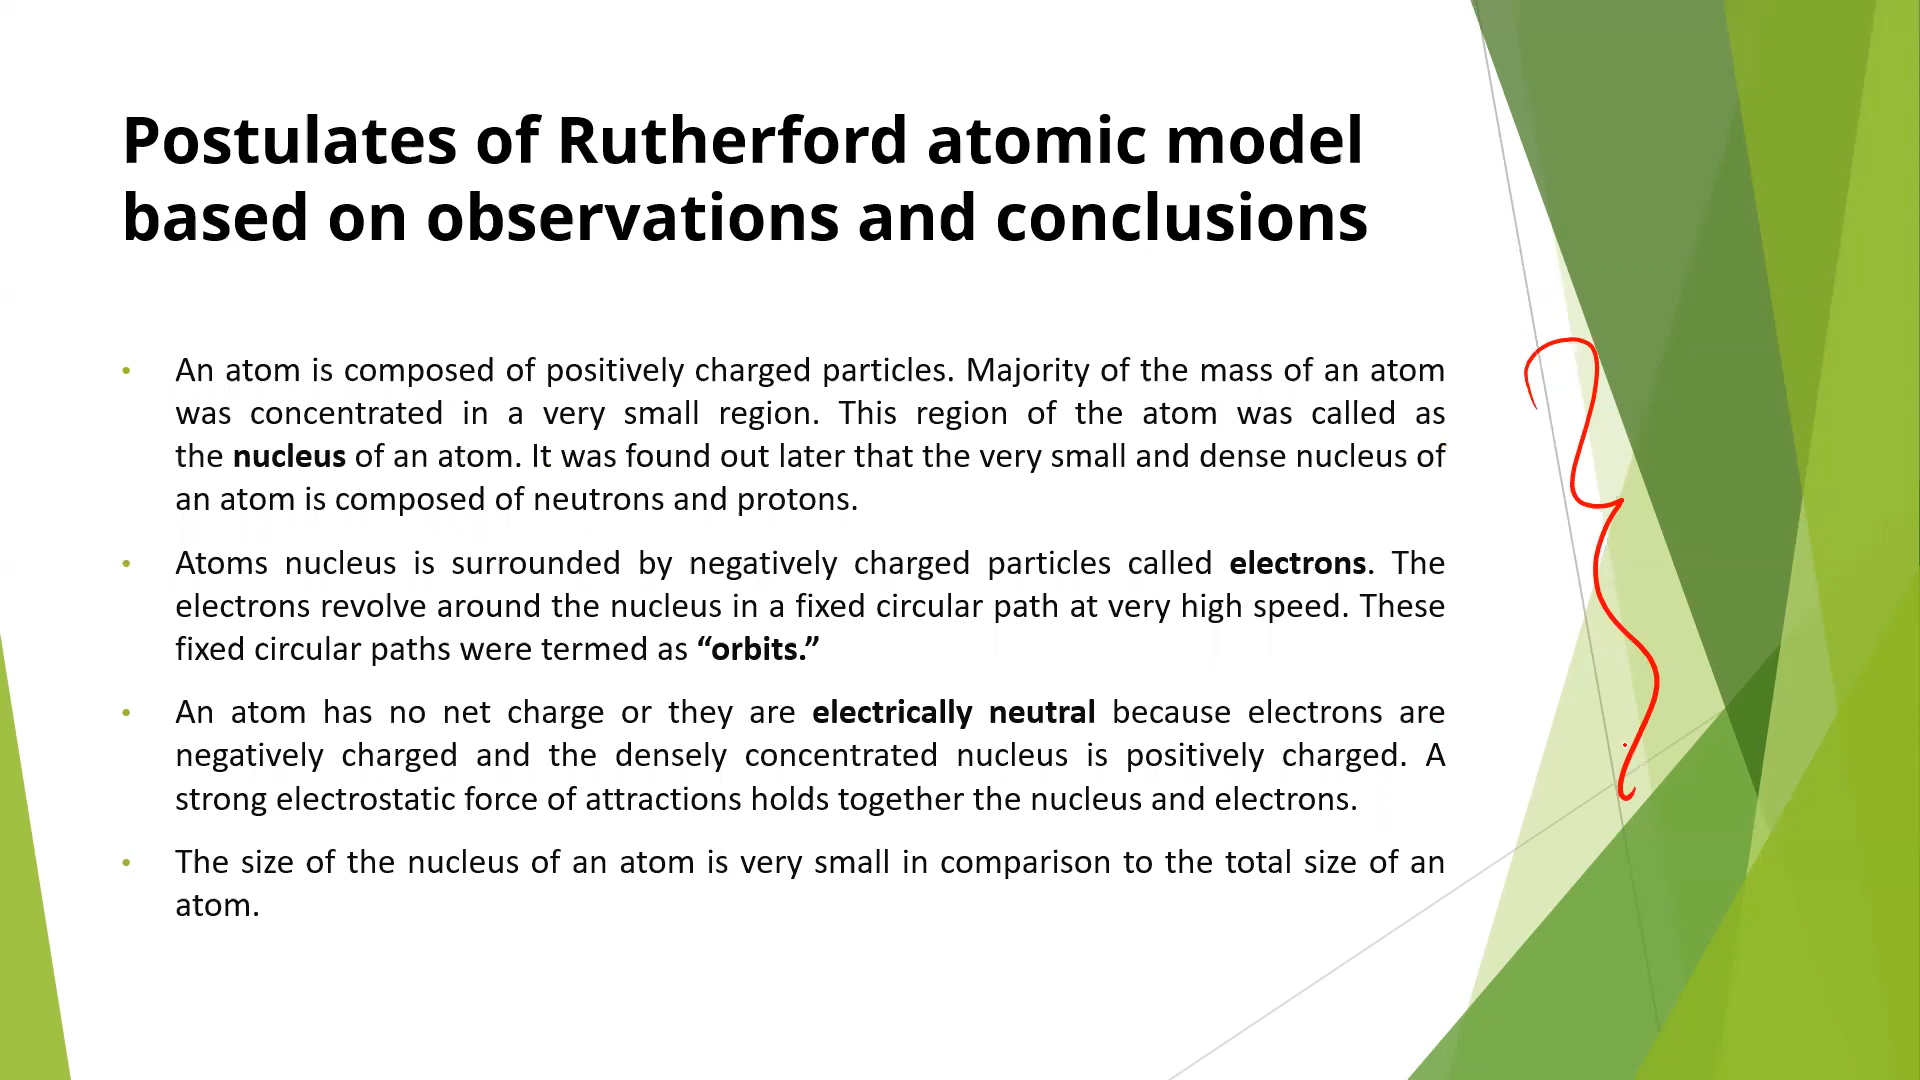 Postulates of Rutherford atomic model
based on observations and conclusions
• An atom is composed of positively charged particles. Majority of the mass of an atom
was concentrated in a very small region. This region of the atom was called as
the nucleus of an atom. It was found out later that the very small and dense nucleus of
an atom is composed of neutrons and protons.
• Atoms nucleus is surrounded by negatively charged particles called electrons. The
electrons revolve around the nucleus in a fixed circular path at very high speed. These
fixed circular paths were termed as “orbits.”
• An atom has no net charge or they are electrically neutral because electrons are
negatively charged and the densely concentrated nucleus is positively charged. A
strong electrostatic force of attractions holds together the nucleus and electrons.
• The size of the nucleus of an atom is very small in comparison to the total size of an
atom.